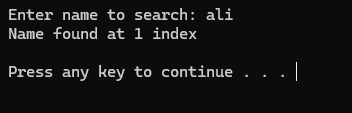 Enter name to search: ali
Name found at 1 index
Press any key to continue . . .